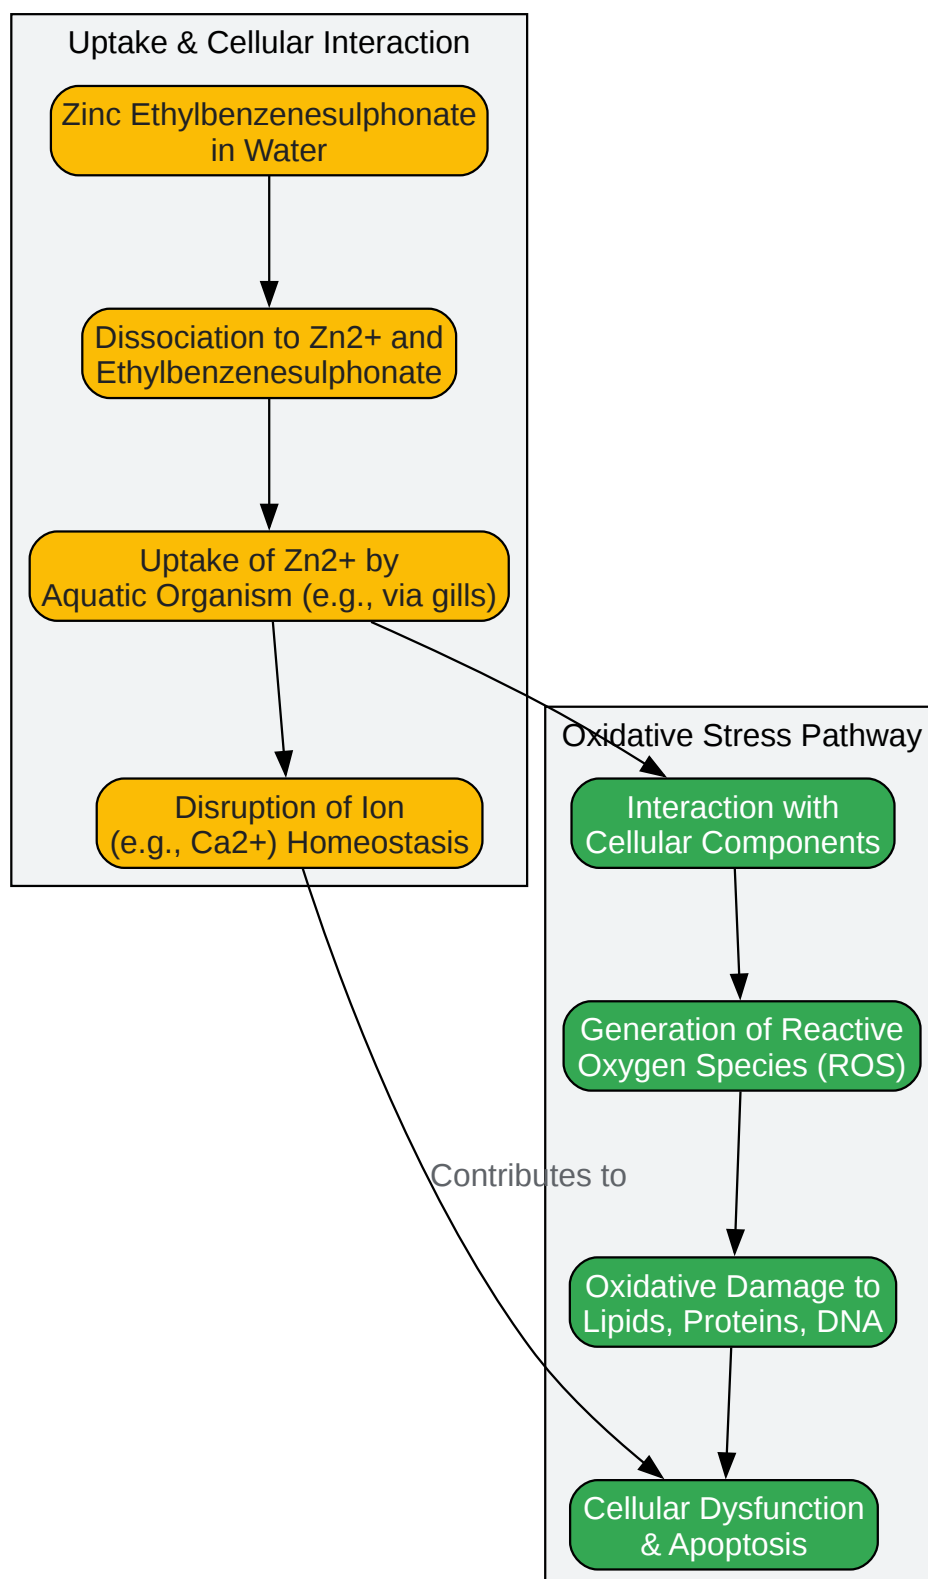 Uptake & Cellular Interaction
Zinc Ethylbenzenesulphonate
in Water
Dissociation to Zn2+ and
Ethylbenzenesulphonate
Uptake of Zn2+ by
Aquatic Organism (e.g., via gills)
Disruption of Ion
(e.g., Ca2+) Homeostasis
Oxidative Stress Pathway
Interaction with
Cellular Components
Generation of Reactive
Oxygen Species (ROS)
Contributes to
Oxidative Damage to
Lipids, Proteins, DNA
Cellular Dysfunction
& Apoptosis